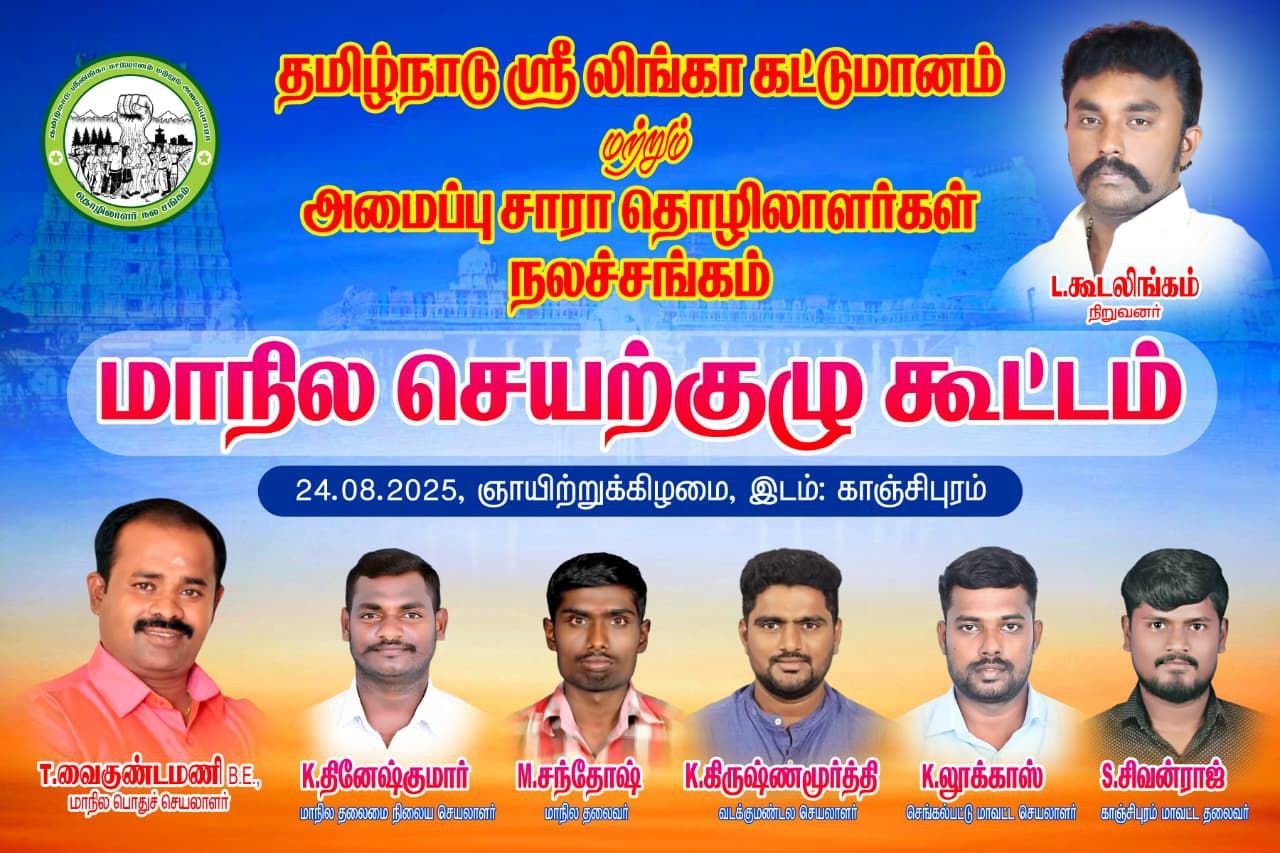 தமிழ்நாடு ஸ்ரீ லிங்கா கட்டுமானம்
மற்றும்
அமைப்பு சாரா தொழிலாளர்கள்
நலச்சங்கம்
தொழிலாளர் நல சங்கம்
L.கூடலிங்கம்
நிறுவனர்
மாநில செயற்குழு கூட்டம்
24.08.2025, ஞாயிற்றுக்கிழமை, இடம்: காஞ்சிபுரம்
T.வைகுண்டமணி B.E.,
மாநில பொதுச் செயலாளர்
K.தினேஷ்குமார்
மாநில தலைமை நிலைய செயலாளர்
M.சந்தோஷ்
மாநில தலைவர்
K.கிருஷ்ணமூர்த்தி
வடக்குமண்டல செயலாளர்
K.லூக்காஸ்
செங்கல்பட்டு மாவட்ட செயலாளர்
S.சிவன்ராஜ்
காஞ்சிபுரம் மாவட்ட தலைவர்